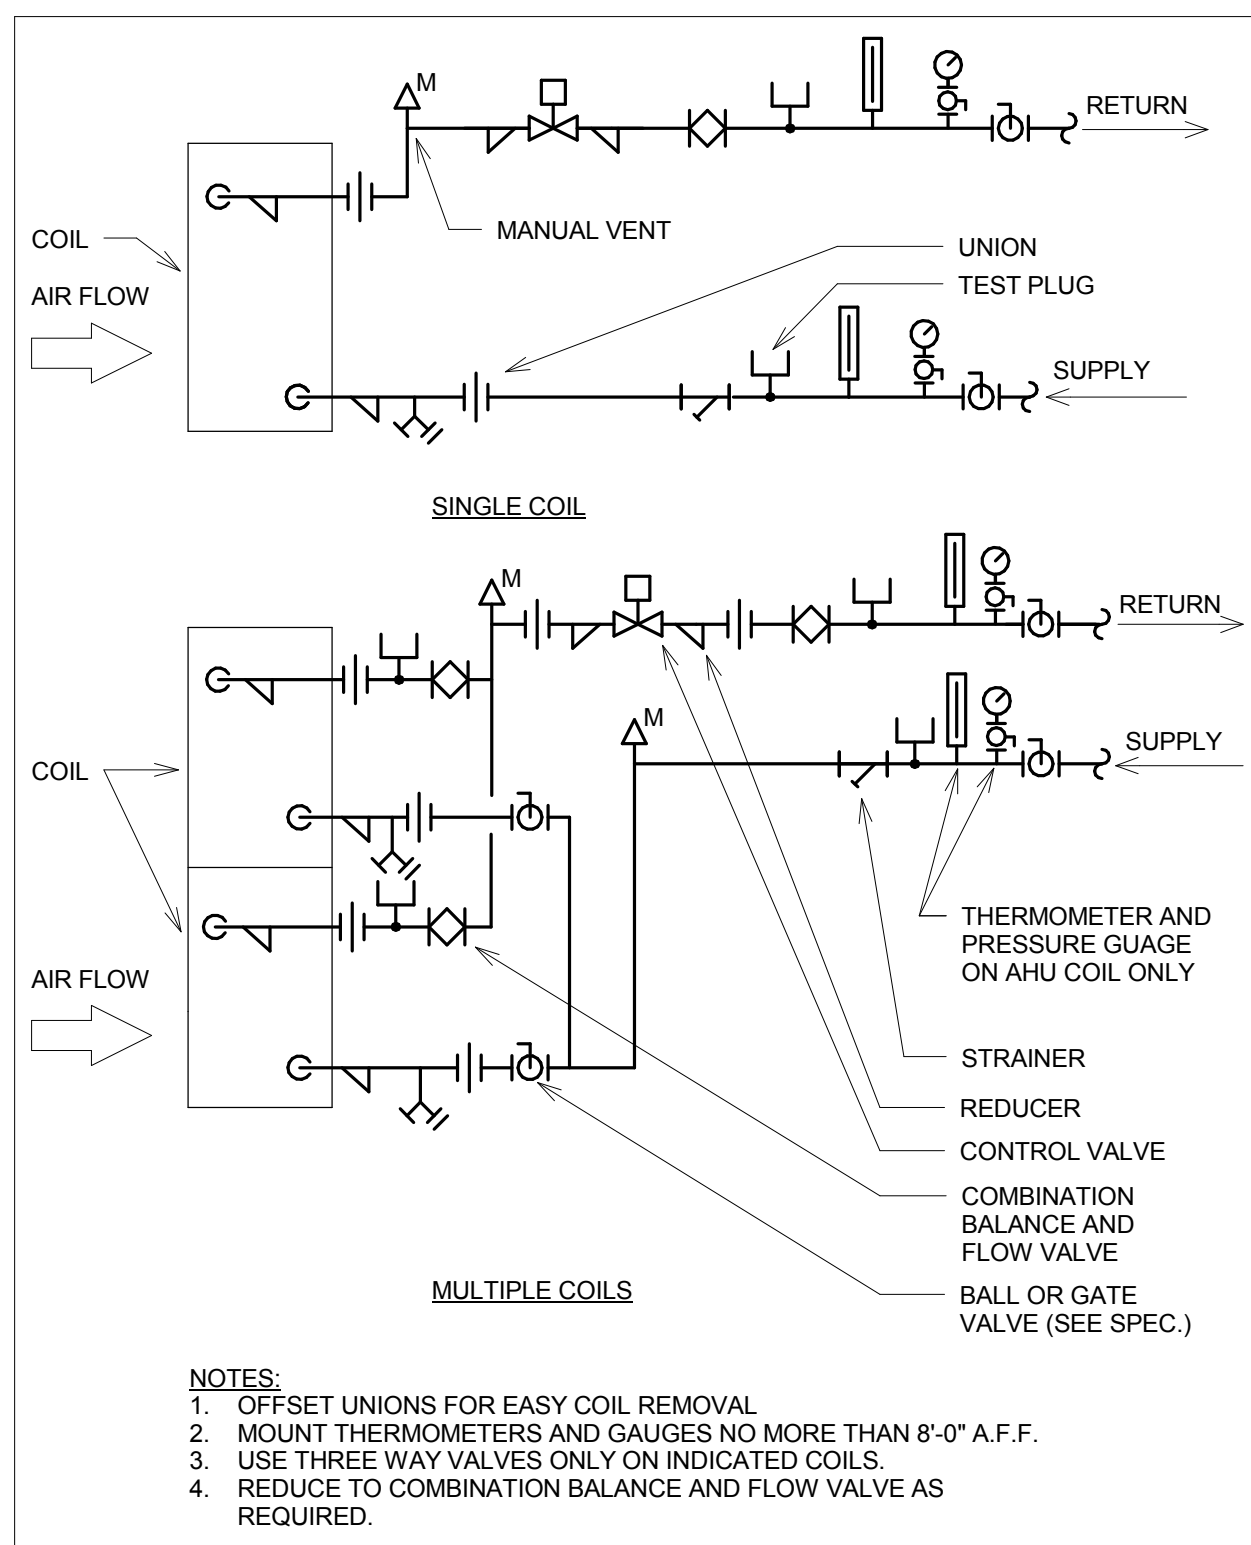 M
RETURN
MANUAL VENT
COIL
UNION
AIR FLOW
TEST PLUG
SUPPLY
SINGLE COIL
M
RETURN
M
SUPPLY
COIL
THERMOMETER AND
PRESSURE GUAGE
ON AHU COIL ONLY
AIR FLOW
STRAINER
REDUCER
CONTROL VALVE
COMBINATION
BALANCE AND
FLOW VALVE
MULTIPLE COILS
BALL OR GATE
VALVE (SEE SPEC.)
NOTES:
1. OFFSET UNIONS FOR EASY COIL REMOVAL
2. MOUNT THERMOMETERS AND GAUGES NO MORE THAN 8'-0" A.F.F.
3. USE THREE WAY VALVES ONLY ON INDICATED COILS.
4. REDUCE TO COMBINATION BALANCE AND FLOW VALVE AS
REQUIRED.